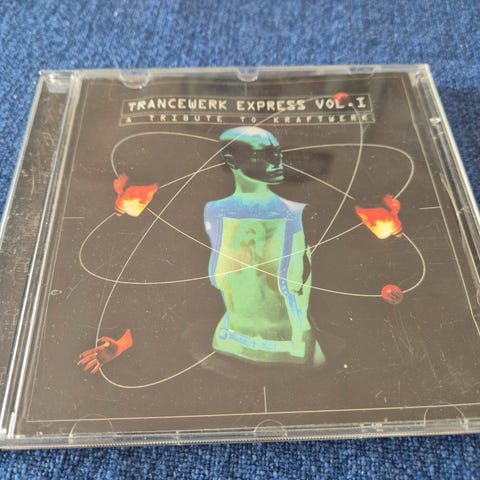 TRANCEWERK EXPRESS VOL.I
A TRIBUTE TO KRAFTWERK